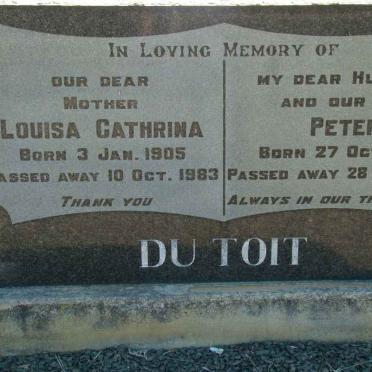 In Loving Memory of
our dear
Mother
Louisa Cathrina
Born 3 Jan. 1905
passed away 10 Oct. 1983
Thank you
my dear
and our
Peter
Born 27
Passed away 28
Always in our
DU TOIT